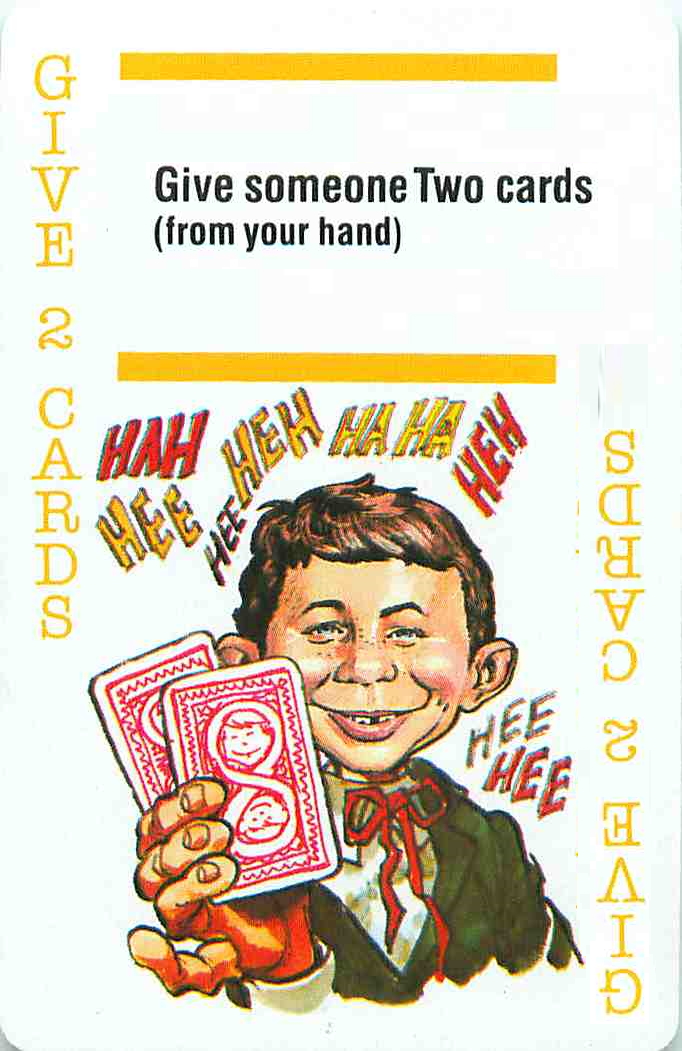 GIVE 2 CARDS
Give someone Two cards
(from your hand)
HAH
HEE
HEE
HEH
HA HA
HEH
HEE
HEE
GIVE 2 CARDS